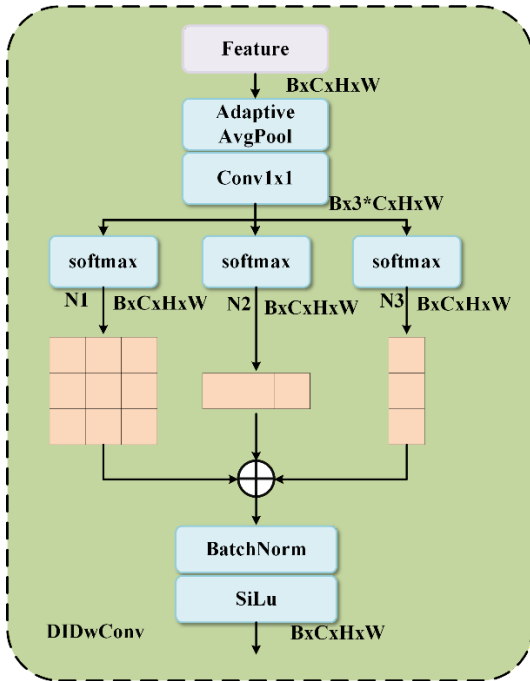 Feature
BxCxHxW
Adaptive
AvgPool
Conv1x1
Bx3*CxHxW
softmax
softmax
softmax
N1
BxCxHxW
N2
BxCxHxW
N3
BxCxHxW
BatchNorm
SiLu
DIDwConv
BxCxHxW